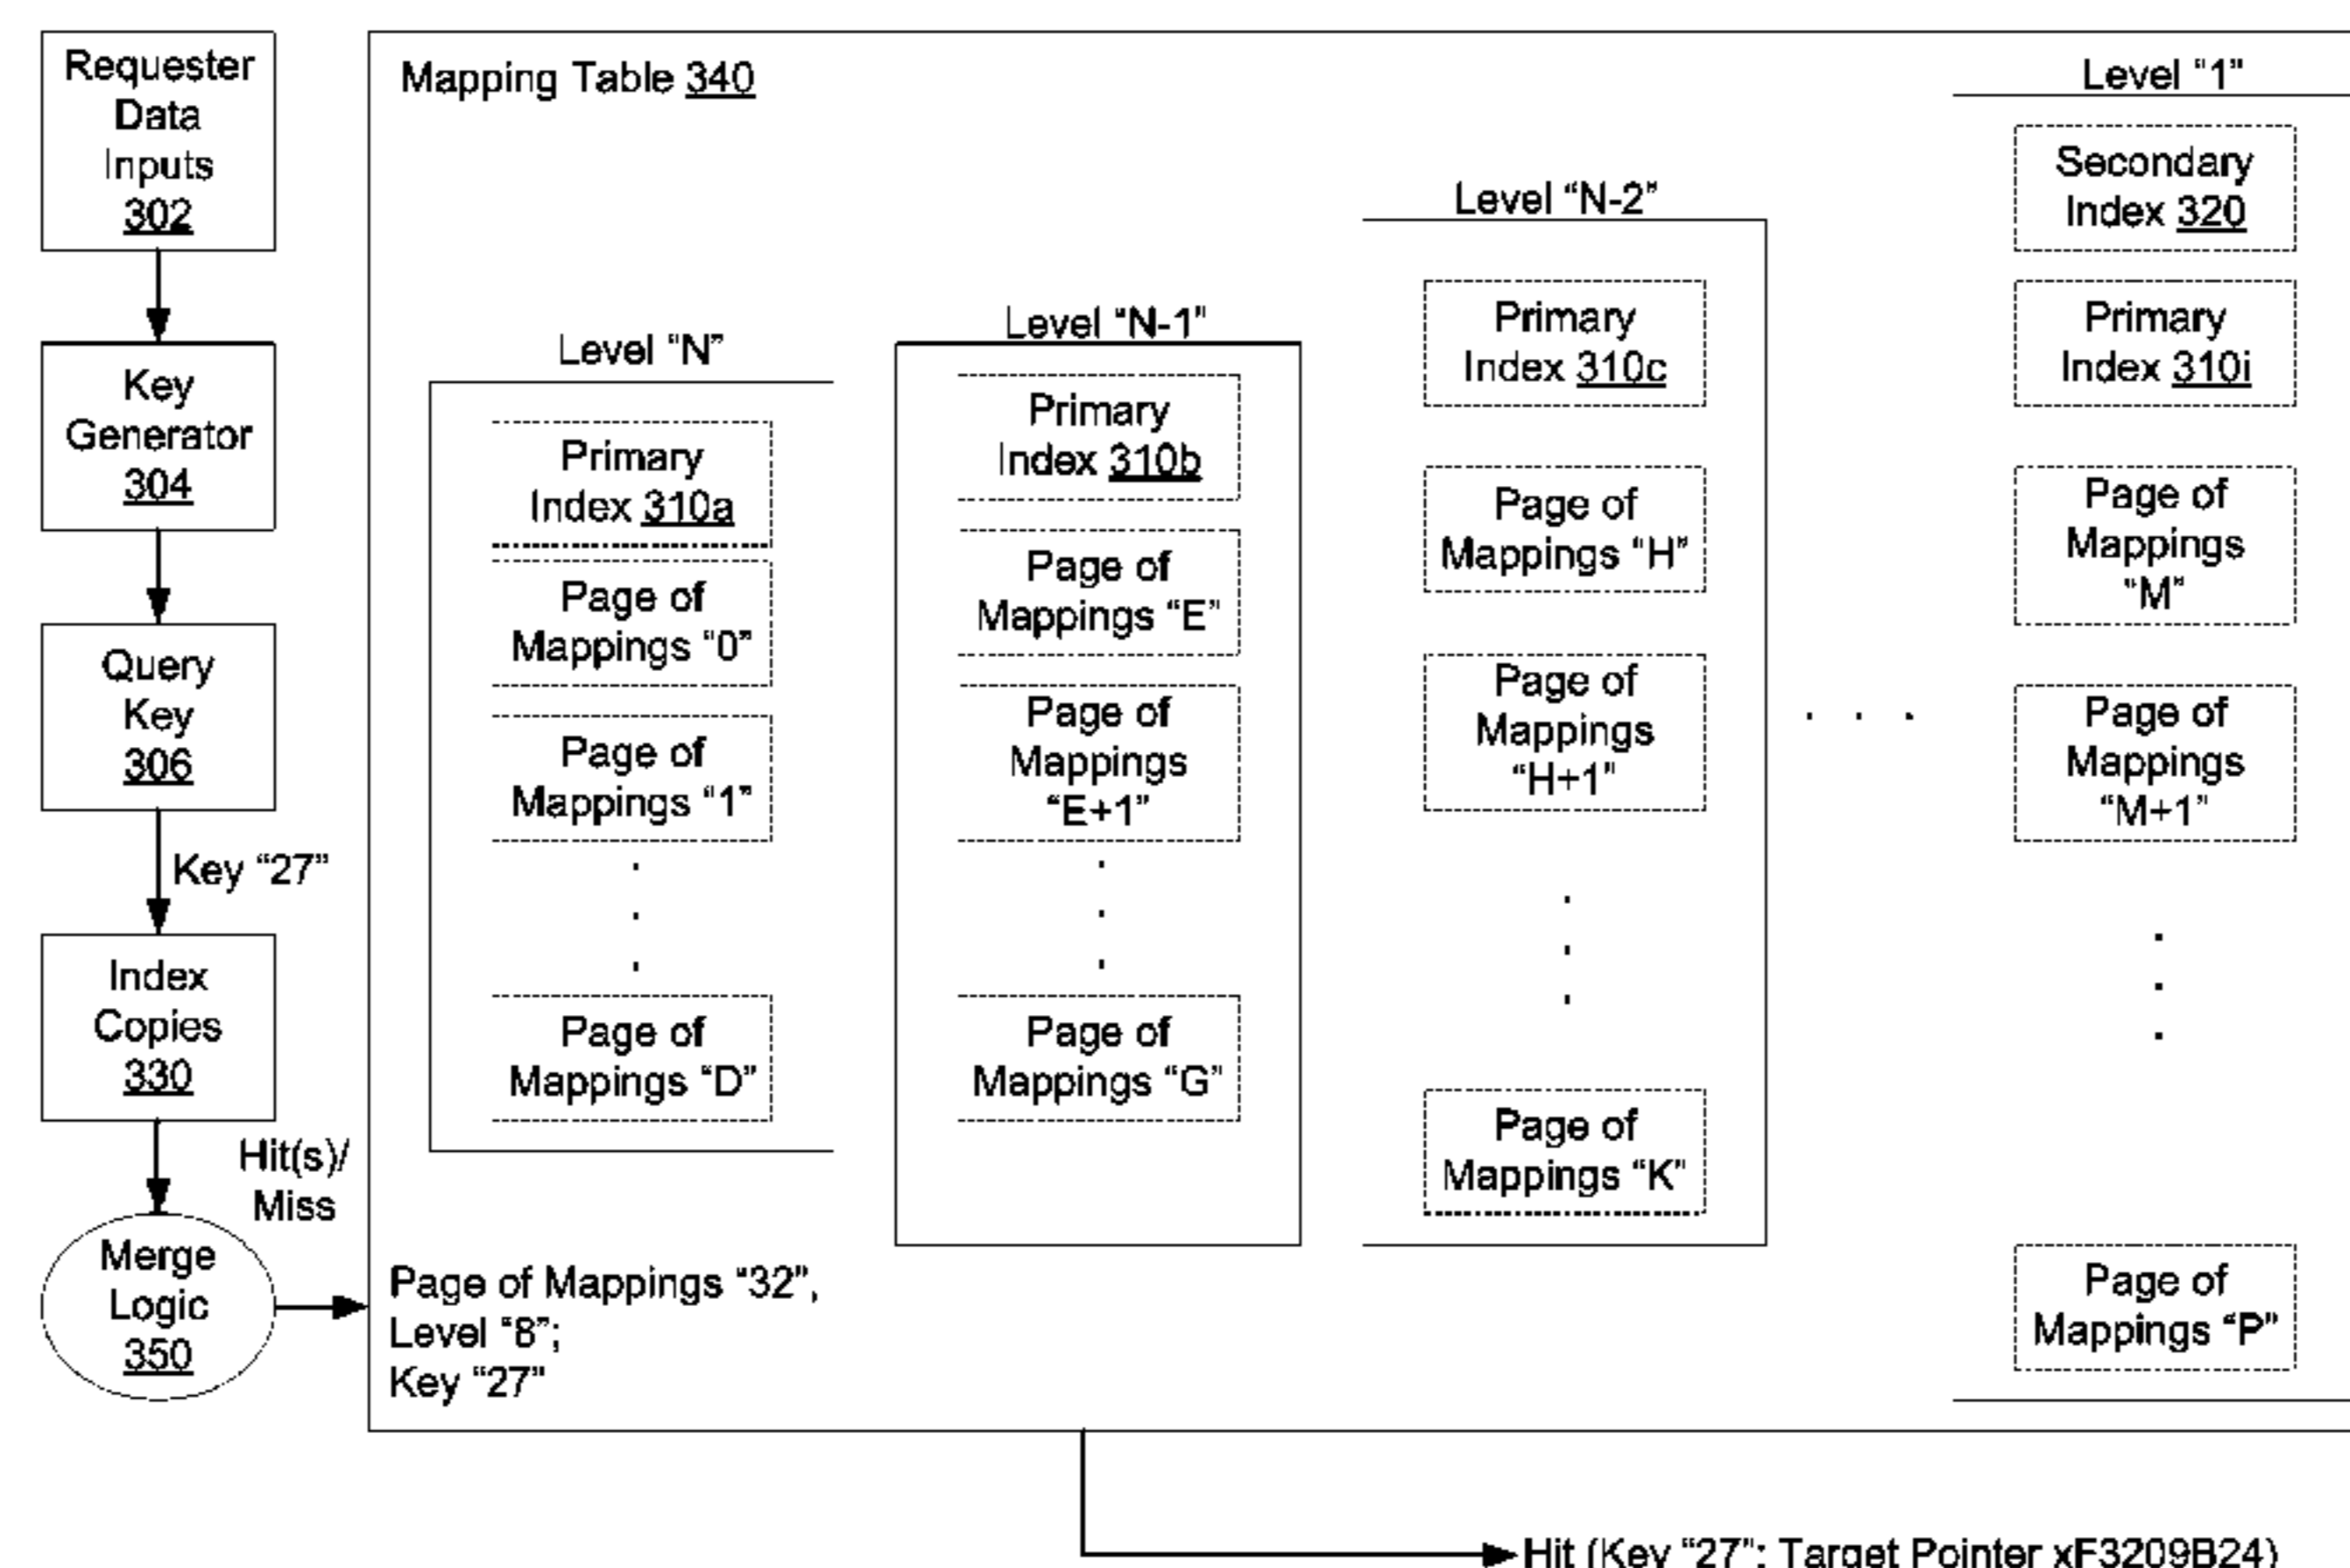 Requester
Data
Inputs
302
Key
Generator
304
Query
Key
306
Key “27”
Index
Copies
330
Hit(s)/
Miss
Merge
Logic
350
Mapping Table 340
Level “N”
Primary
Index 310a
Page of
Mappings “0”
Page of
Mappings “1”
.
.
.
Page of
Mappings “D”
Level “N-1”
Primary
Index 310b
Page of
Mappings “E”
Page of
Mappings
“E+1”
.
.
.
Page of
Mappings “G”
Level “N-2”
Primary
Index 310c
Page of
Mappings “H”
Page of
Mappings
“H+1”
.
.
.
Page of
Mappings “K”
. . .
Level “1”
Secondary
Index 320
Primary
Index 310i
Page of
Mappings
“M”
Page of
Mappings
“M+1”
.
.
.
Page of
Mappings “P”
Page of Mappings “32”,
Level “8”;
Key “27”
Hit (Key “27”; Target Pointer xF3209B24)